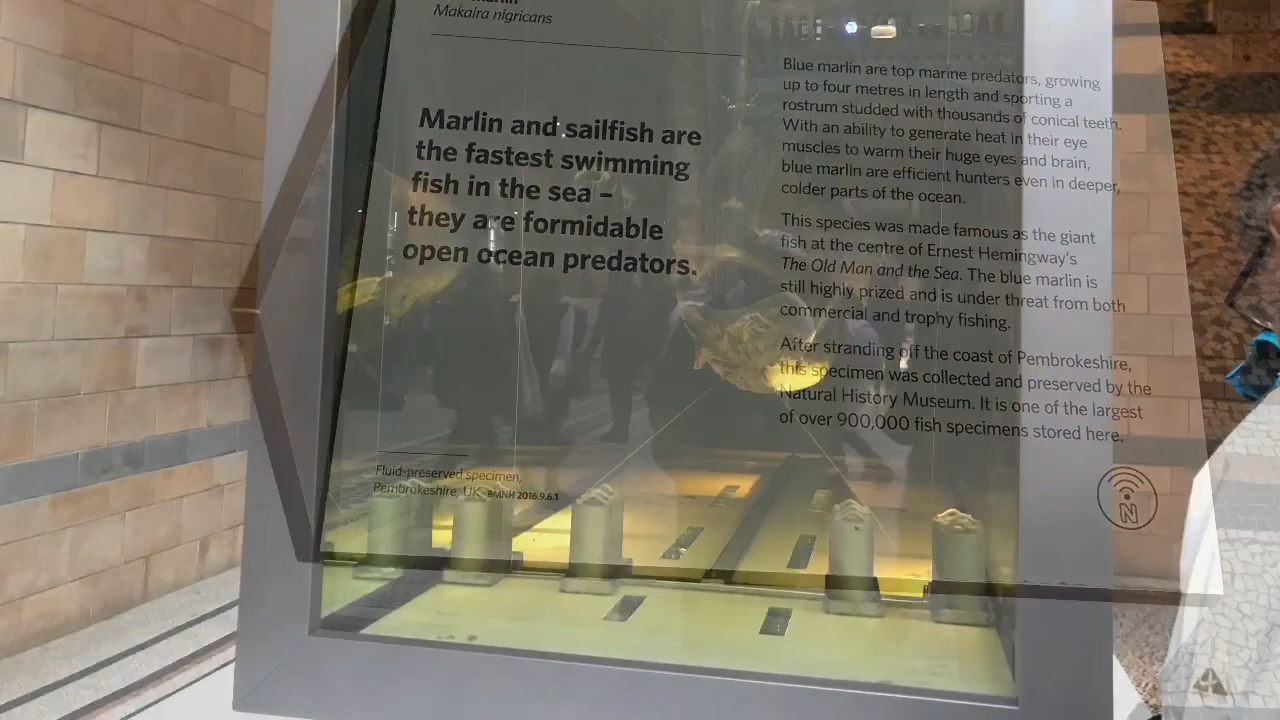 Makaira nigricans
Marlin and sailfish are
the fastest swimming
fish in the sea –
they are formidable
open ocean predators.
Fluid-preserved specimen,
Pembrokeshire, UK BMNH 2016.9.6.1
Blue marlin are top marine predators, growing
up to four metres in length and sporting a
rostrum studded with thousands of conical teeth.
With an ability to generate heat in their eye
muscles to warm their huge eyes and brain,
blue marlin are efficient hunters even in deeper,
colder parts of the ocean.
This species was made famous as the giant
fish at the centre of Ernest Hemingway's
The Old Man and the Sea. The blue marlin is
still highly prized and is under threat from both
commercial and trophy fishing.
After stranding off the coast of Pembrokeshire,
this specimen was collected and preserved by the
Natural History Museum. It is one of the largest
of over 900,000 fish specimens stored here.
N